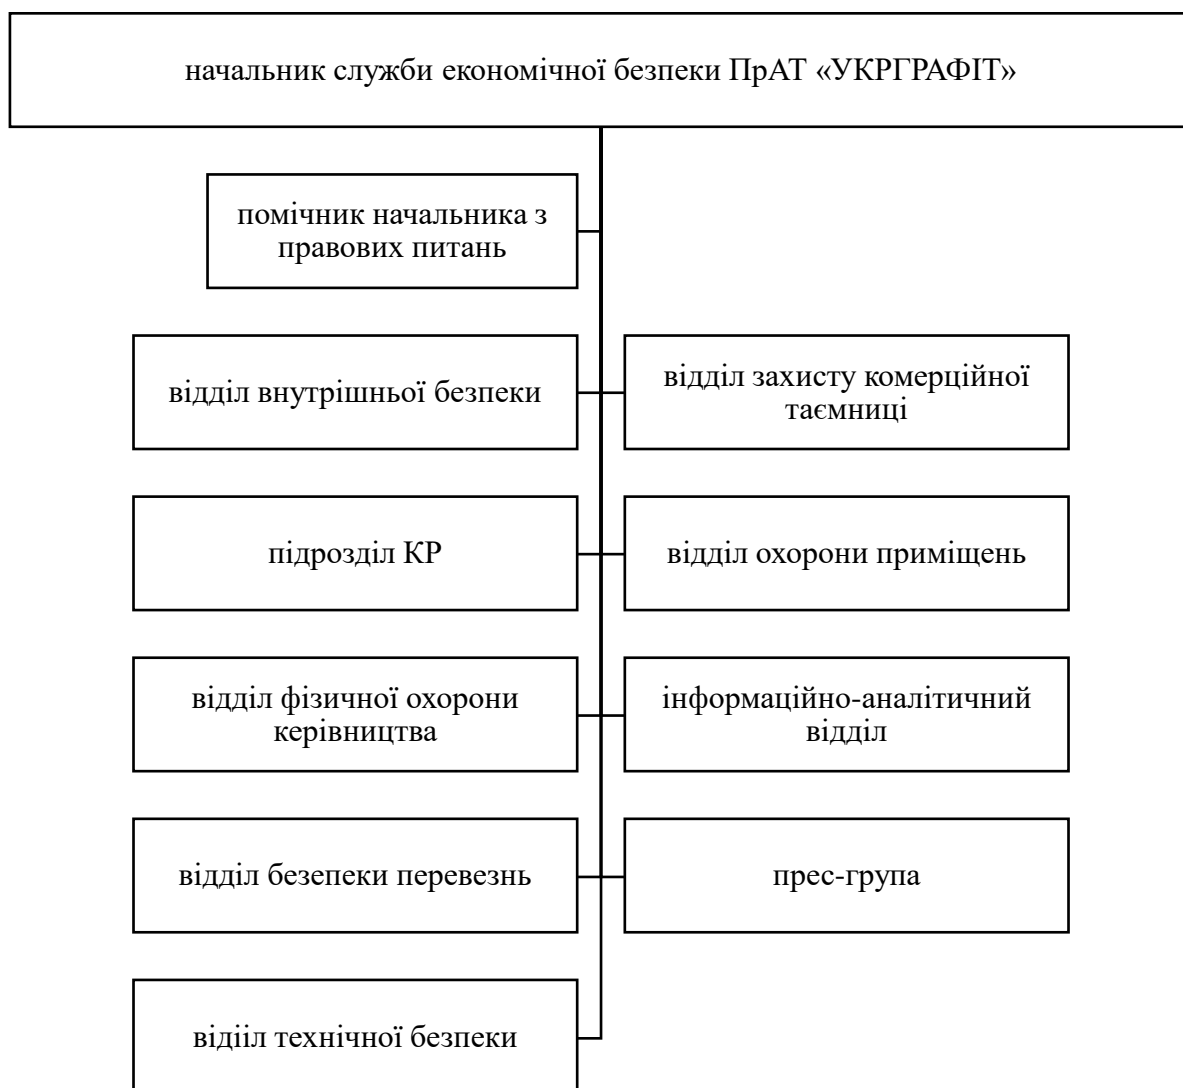 начальник служби економічної безпеки ПрАТ «УКРГРАФІТ»
помічник начальника з
правових питань
відділ внутрішньої безпеки
відділ захисту комерційної
таємниці
підрозділ КР
відділ охорони приміщень
відділ фізичної охорони
керівництва
інформаційно-аналітичний
відділ
відділ безепеки перевезнь
прес-група
відііл технічної безпеки